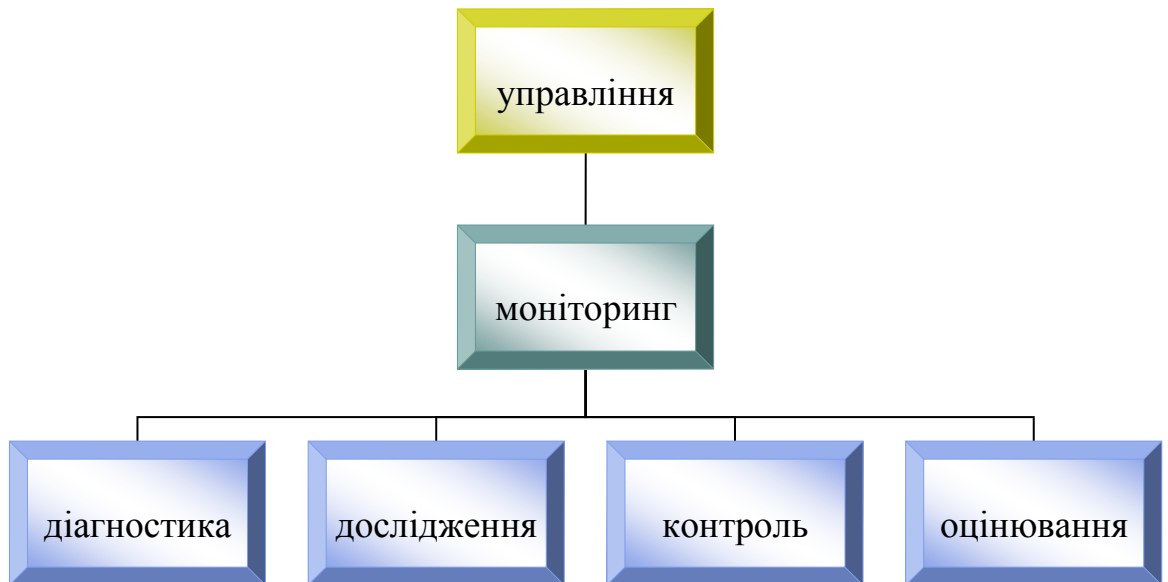 управління
моніторинг
діагностика
дослідження
контроль
оцінювання